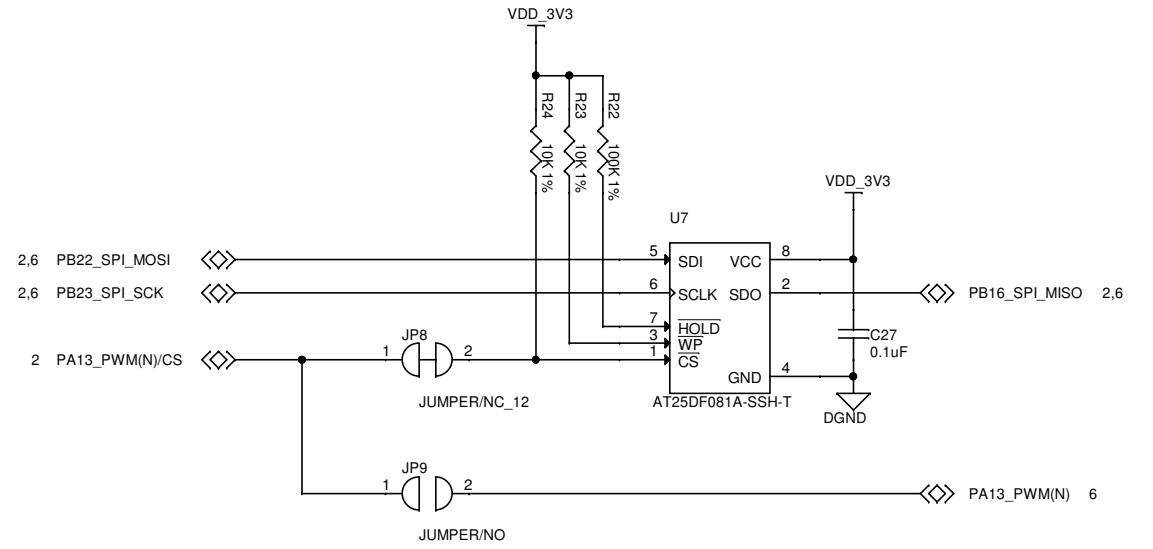 VDD_3V3
R24 10K 1%
R23 10K 1%
R22 100K 1%
VDD_3V3
U7
2,6 PB22_SPI_MOSI 5 SDI VCC 8
2,6 PB23_SPI_SCK 6 SCLK SDO 2 PB16_SPI_MISO 2,6
7 HOLD
3 WP
2 PA13_PWM(N)/CS 1 JP8 2 1 CS
C27
0.1uF
GND 4
JUMPER/NC_12
AT25DF081A-SSH-T
DGND
JP9
1 2 PA13_PWM(N) 6
JUMPER/NO